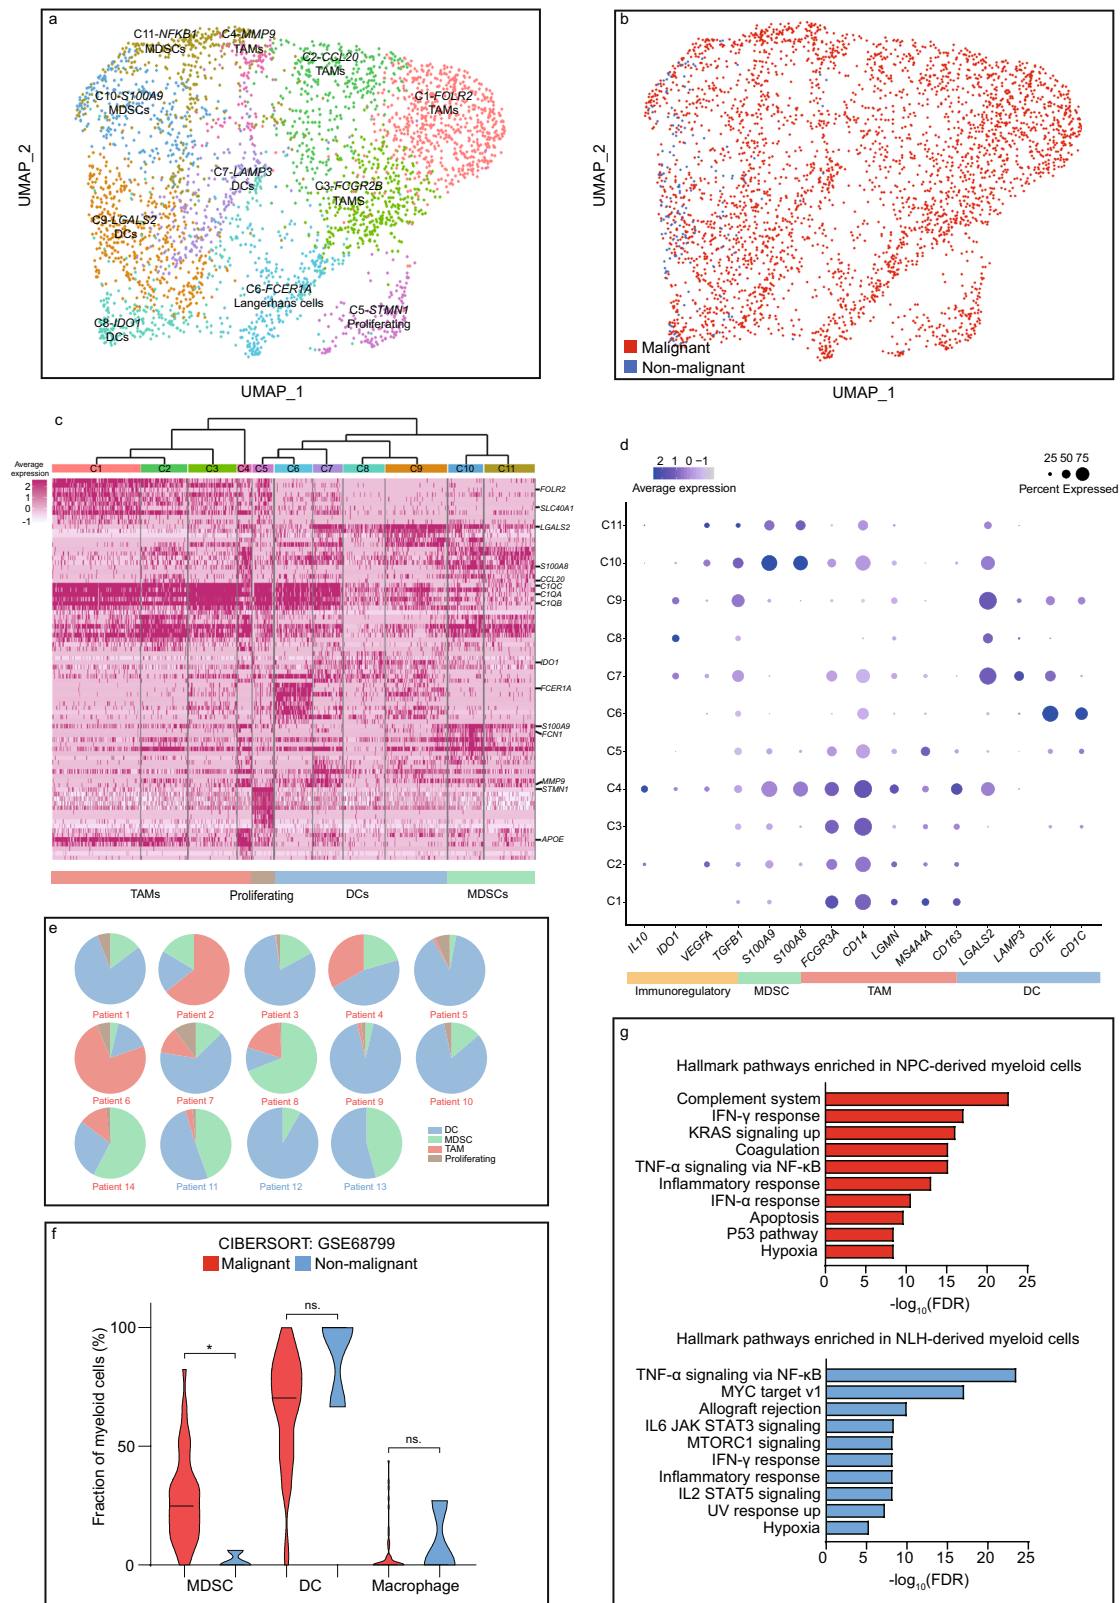 a
C11-NFKB1
MDSCs
C4-MMP9
TAMs
C2-CCL20
TAMs
C10-S100A9
MDSCs
C1-FOLR2
TAMs
C7-LAMP3
DCs
C3-FCGR2B
TAMS
C9-LGALS2
DCs
C6-FCER1A
Langerhans cells
C5-STMN1
Proliferating
C8-IDO1
DCs
UMAP_2
UMAP_1
b
UMAP_2
Malignant
Non-malignant
UMAP_1
c
Average
expression
2
1
0
-1
C1 C2 C3 C4 C5 C6 C7 C8 C9 C10 C11
FOLR2
SLC40A1
LGALS2
S100A8
CCL20
C1QC
C1QA
C1QB
IDO1
FCER1A
S100A9
FCN1
MMP9
STMN1
APOE
TAMs Proliferating DCs MDSCs
d
2 1 0 −1
Average expression
25 50 75
Percent Expressed
C11
C10
C9
C8
C7
C6
C5
C4
C3
C2
C1
IL10 IDO1 VEGFA TGFB1 S100A9 S100A8 FCGR3A CD14 LGMN MS4A4A CD163 LGALS2 LAMP3 CD1E CD1C
Immunoregulatory MDSC TAM DC
e
Patient 1 Patient 2 Patient 3 Patient 4 Patient 5
Patient 6 Patient 7 Patient 8 Patient 9 Patient 10
Patient 14 Patient 11 Patient 12 Patient 13
DC
MDSC
TAM
Proliferating
f
CIBERSORT: GSE68799
Malignant Non-malignant
Fraction of myeloid cells (%)
100
50
0
*
ns.
ns.
MDSC DC Macrophage
g
Hallmark pathways enriched in NPC-derived myeloid cells
Complement system
IFN-γ response
KRAS signaling up
Coagulation
TNF-α signaling via NF-κB
Inflammatory response
IFN-α response
Apoptosis
P53 pathway
Hypoxia
0 5 10 15 20 25
-log10(FDR)
Hallmark pathways enriched in NLH-derived myeloid cells
TNF-α signaling via NF-κB
MYC target v1
Allograft rejection
IL6 JAK STAT3 signaling
MTORC1 signaling
IFN-γ response
Inflammatory response
IL2 STAT5 signaling
UV response up
Hypoxia
0 5 10 15 20 25
-log10(FDR)